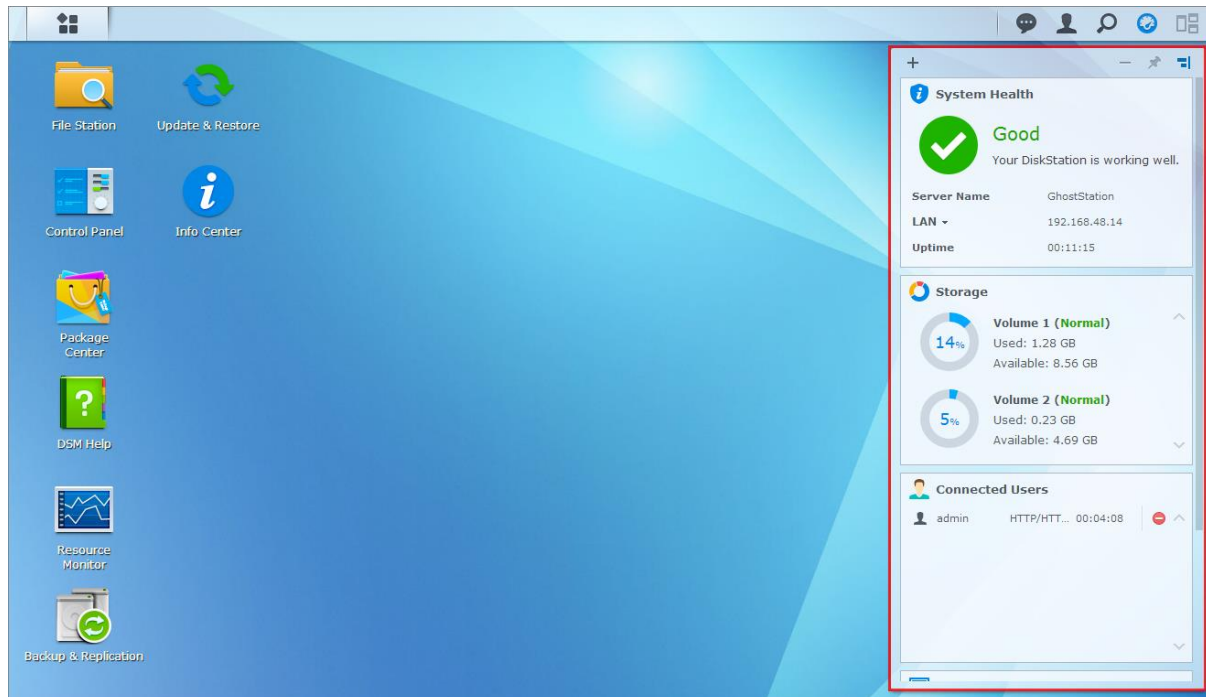 File Station
Update & Restore
Control Panel
Info Center
Package
Center
DSM Help
Resource
Monitor
Backup & Replication
System Health
Good
Your DiskStation is working well.
Server Name GhostStation
LAN 192.168.48.14
Uptime 00:11:15
Storage
14%
Volume 1 (Normal)
Used: 1.28 GB
Available: 8.56 GB
5%
Volume 2 (Normal)
Used: 0.23 GB
Available: 4.69 GB
Connected Users
admin HTTP/HTT... 00:04:08